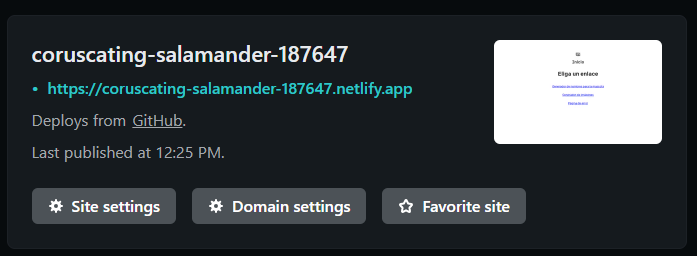 coruscating-salamander-187647
• https://coruscating-salamander-187647.netlify.app
Deploys from GitHub.
Last published at 12:25 PM.
Site settings
Domain settings
Favorite site
Inicio
Eliga un enlace